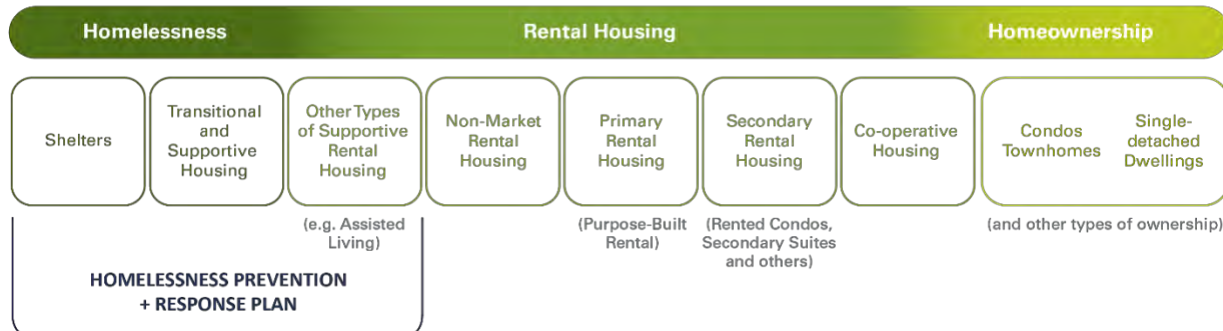 Homelessness
Rental Housing
Homeownership
Shelters
Transitional
and
Supportive
Housing
Other Types
of Supportive
Rental
Housing
Non-Market
Rental
Housing
Primary
Rental
Housing
Secondary
Rental
Housing
Co-operative
Housing
Condos
Townhomes
Single-
detached
Dwellings
(e.g. Assisted
Living)
(Purpose-Built
Rental)
(Rented Condos,
Secondary Suites
and others)
(and other types of ownership)
HOMELESSNESS PREVENTION
+ RESPONSE PLAN